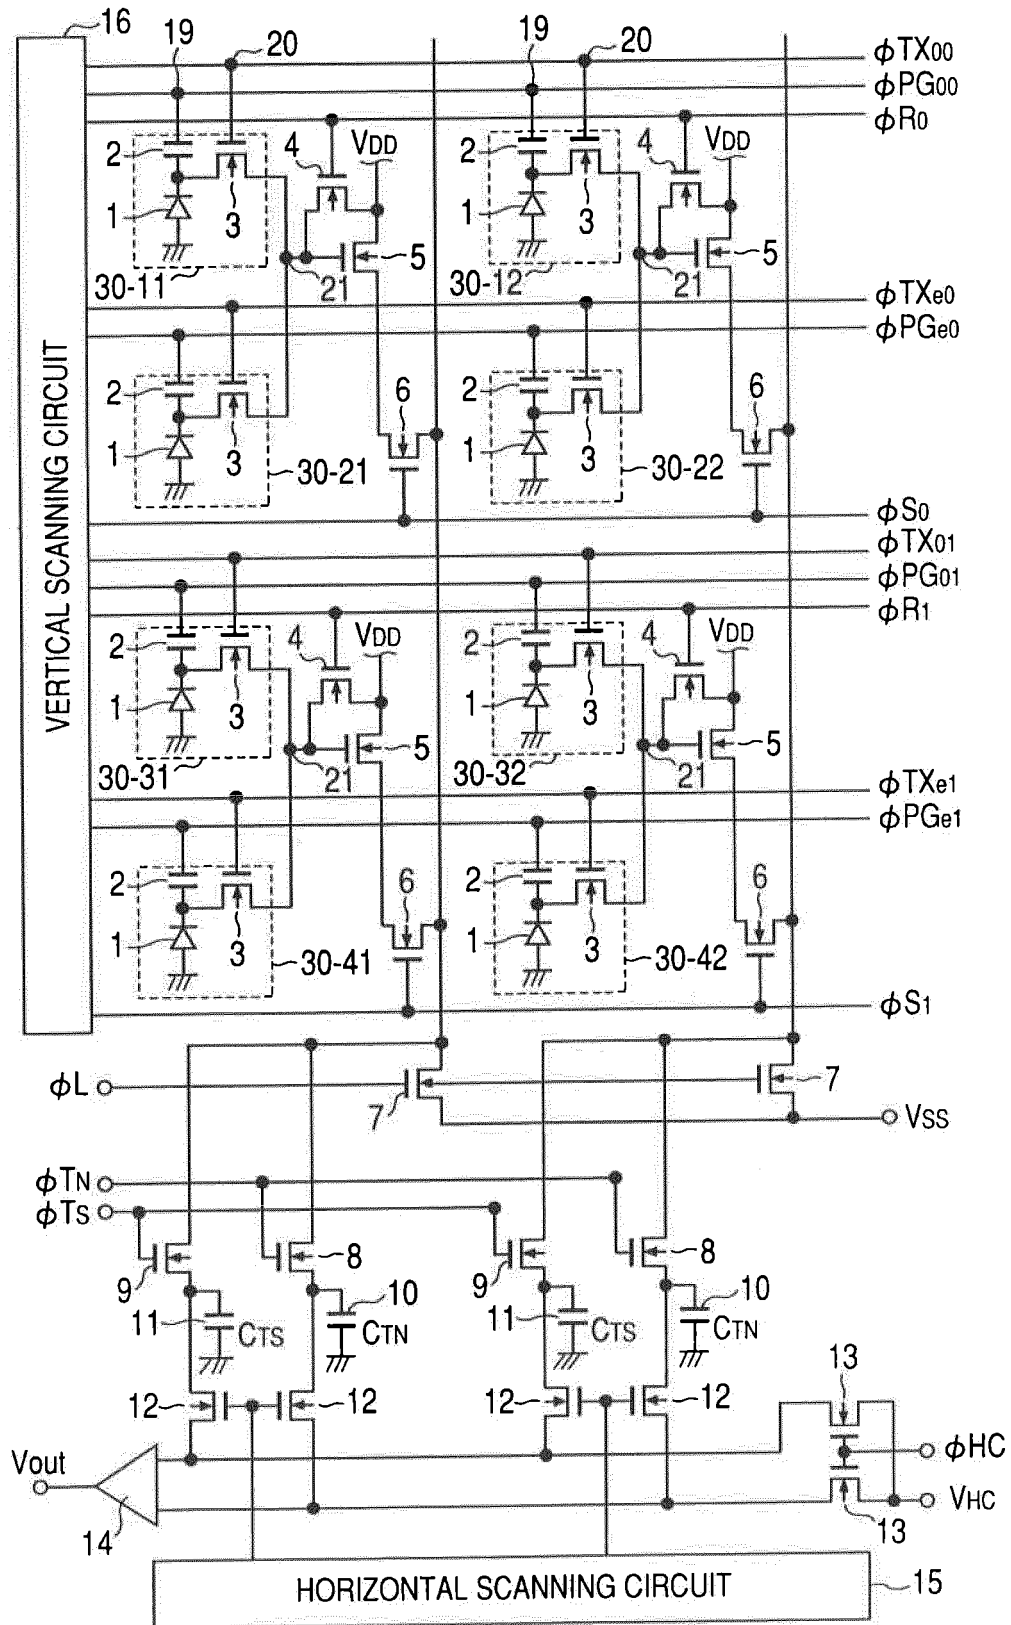 16
19
20
19
20
ϕTX00
ϕPG00
ϕR0
2
4
VDD
2
4
VDD
1
3
5
1
3
5
30-11
21
30-12
21
ϕTXe0
ϕPGe0
2
6
2
6
1
3
30-21
1
3
30-22
ϕS0
ϕTX01
ϕPG01
ϕR1
VERTICAL SCANNING CIRCUIT
2
4
VDD
2
4
VDD
1
3
5
1
3
5
30-31
21
30-32
21
ϕTXe1
ϕPGe1
2
6
2
6
1
3
30-41
1
3
30-42
ϕS1
ϕL
7
7
VSS
ϕTN
ϕTS
9
8
9
8
11
CTS
10
CTN
11
CTS
10
CTN
12
12
12
12
13
Vout
ϕHC
14
VHC
13
HORIZONTAL SCANNING CIRCUIT
15